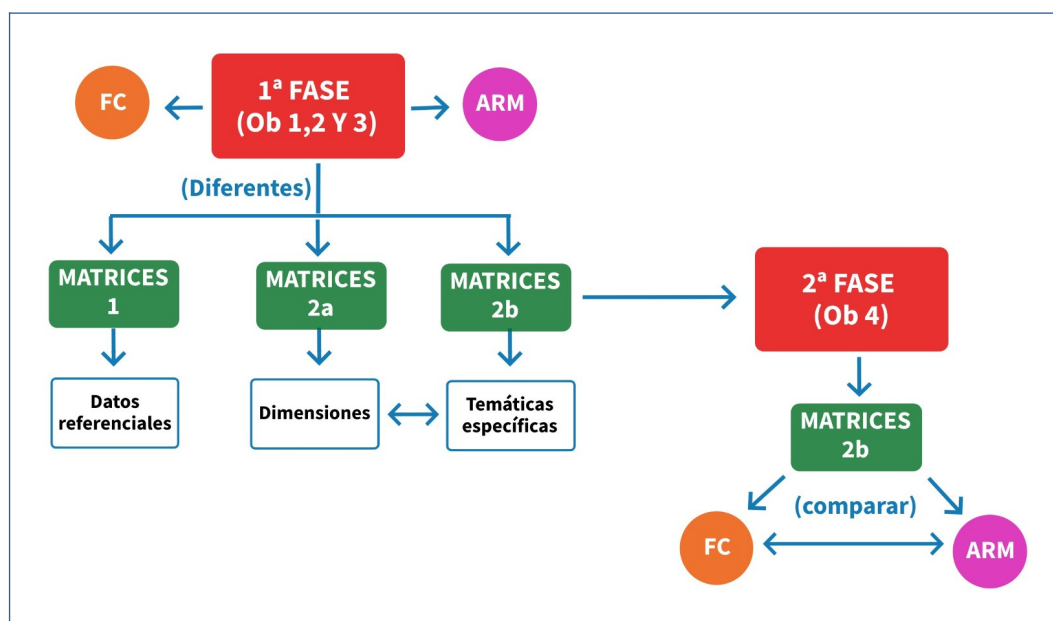 FC
1ª FASE
(Ob 1,2 Y 3)
ARM
(Diferentes)
MATRICES
1
MATRICES
2a
MATRICES
2b
2ª FASE
(Ob 4)
Datos
referenciales
Dimensiones
Temáticas
específicas
MATRICES
2b
(comparar)
FC
ARM